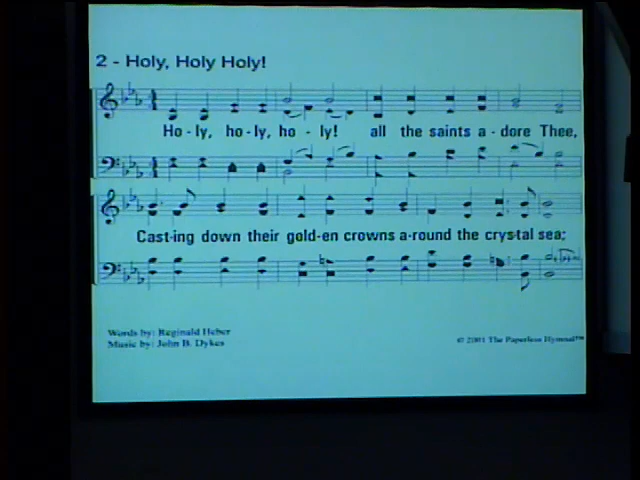 2 - Holy, Holy Holy!
Ho - ly, ho - ly, ho - ly! all the saints a - dore Thee,
Cast-ing down their gold-en crowns a-round the crys-tal sea;
Words by: Reginald Heber
Music by: John B. Dykes
© 2001 The Paperless Hymnal™